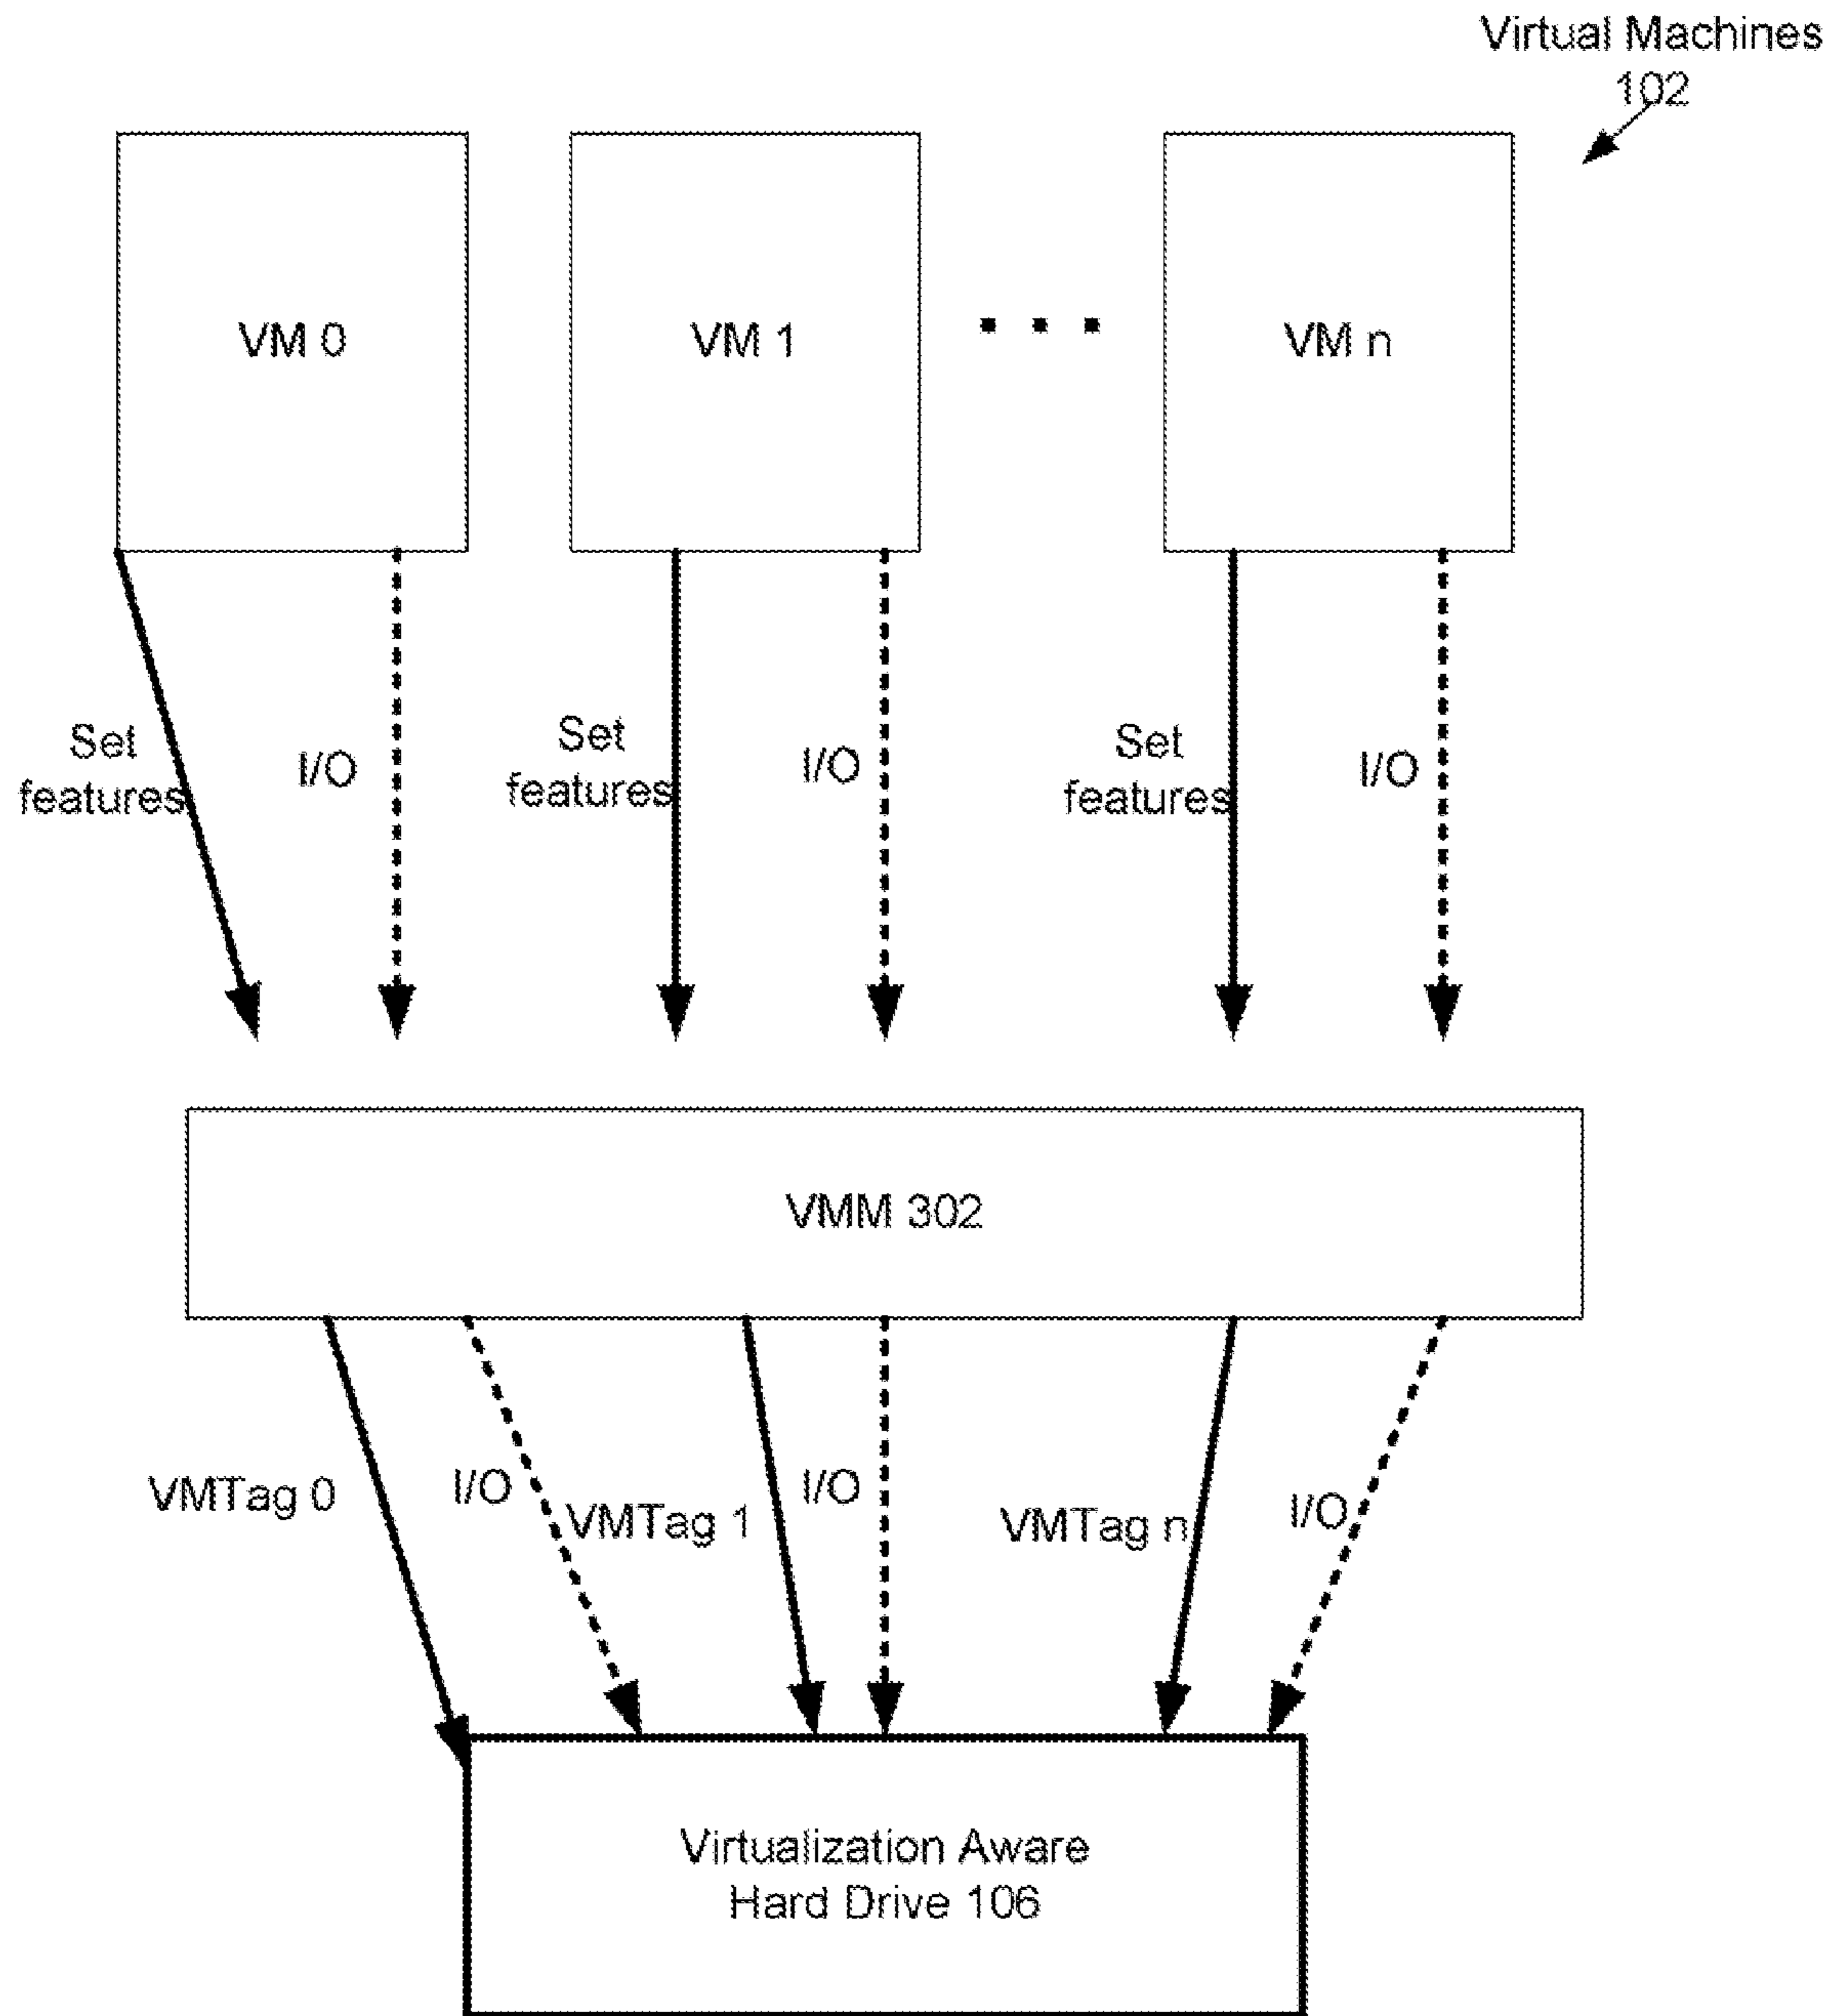 Virtual Machines
102
VM 0
VM 1
VM n
Set
features
I/O
Set
features
I/O
Set
features
I/O
VMM 302
VMTag 0
I/O
VMTag 1
I/O
VMTag n
I/O
Virtualization Aware
Hard Drive 106